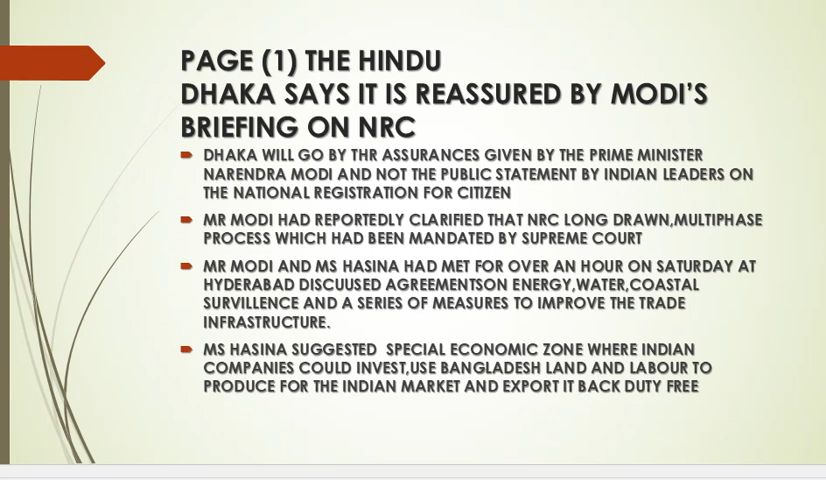 PAGE (1) THE HINDU
DHAKA SAYS IT IS REASSURED BY MODI'S
BRIEFING ON NRC
DHAKA WILL GO BY THR ASSURANCES GIVEN BY THE PRIME MINISTER
NARENDRA MODI AND NOT THE PUBLIC STATEMENT BY INDIAN LEADERS ON
THE NATIONAL REGISTRATION FOR CITIZEN
MR MODI HAD REPORTEDLY CLARIFIED THAT NRC LONG DRAWN,MULTIPHASE
PROCESS WHICH HAD BEEN MANDATED BY SUPREME COURT
MR MODI AND MS HASINA HAD MET FOR OVER AN HOUR ON SATURDAY AT
HYDERABAD DISCUUSED AGREEMENTSON ENERGY,WATER,COASTAL
SURVILLENCE AND A SERIES OF MEASURES TO IMPROVE THE TRADE
INFRASTRUCTURE.
MS HASINA SUGGESTED SPECIAL ECONOMIC ZONE WHERE INDIAN
COMPANIES COULD INVEST,USE BANGLADESH LAND AND LABOUR TO
PRODUCE FOR THE INDIAN MARKET AND EXPORT IT BACK DUTY FREE